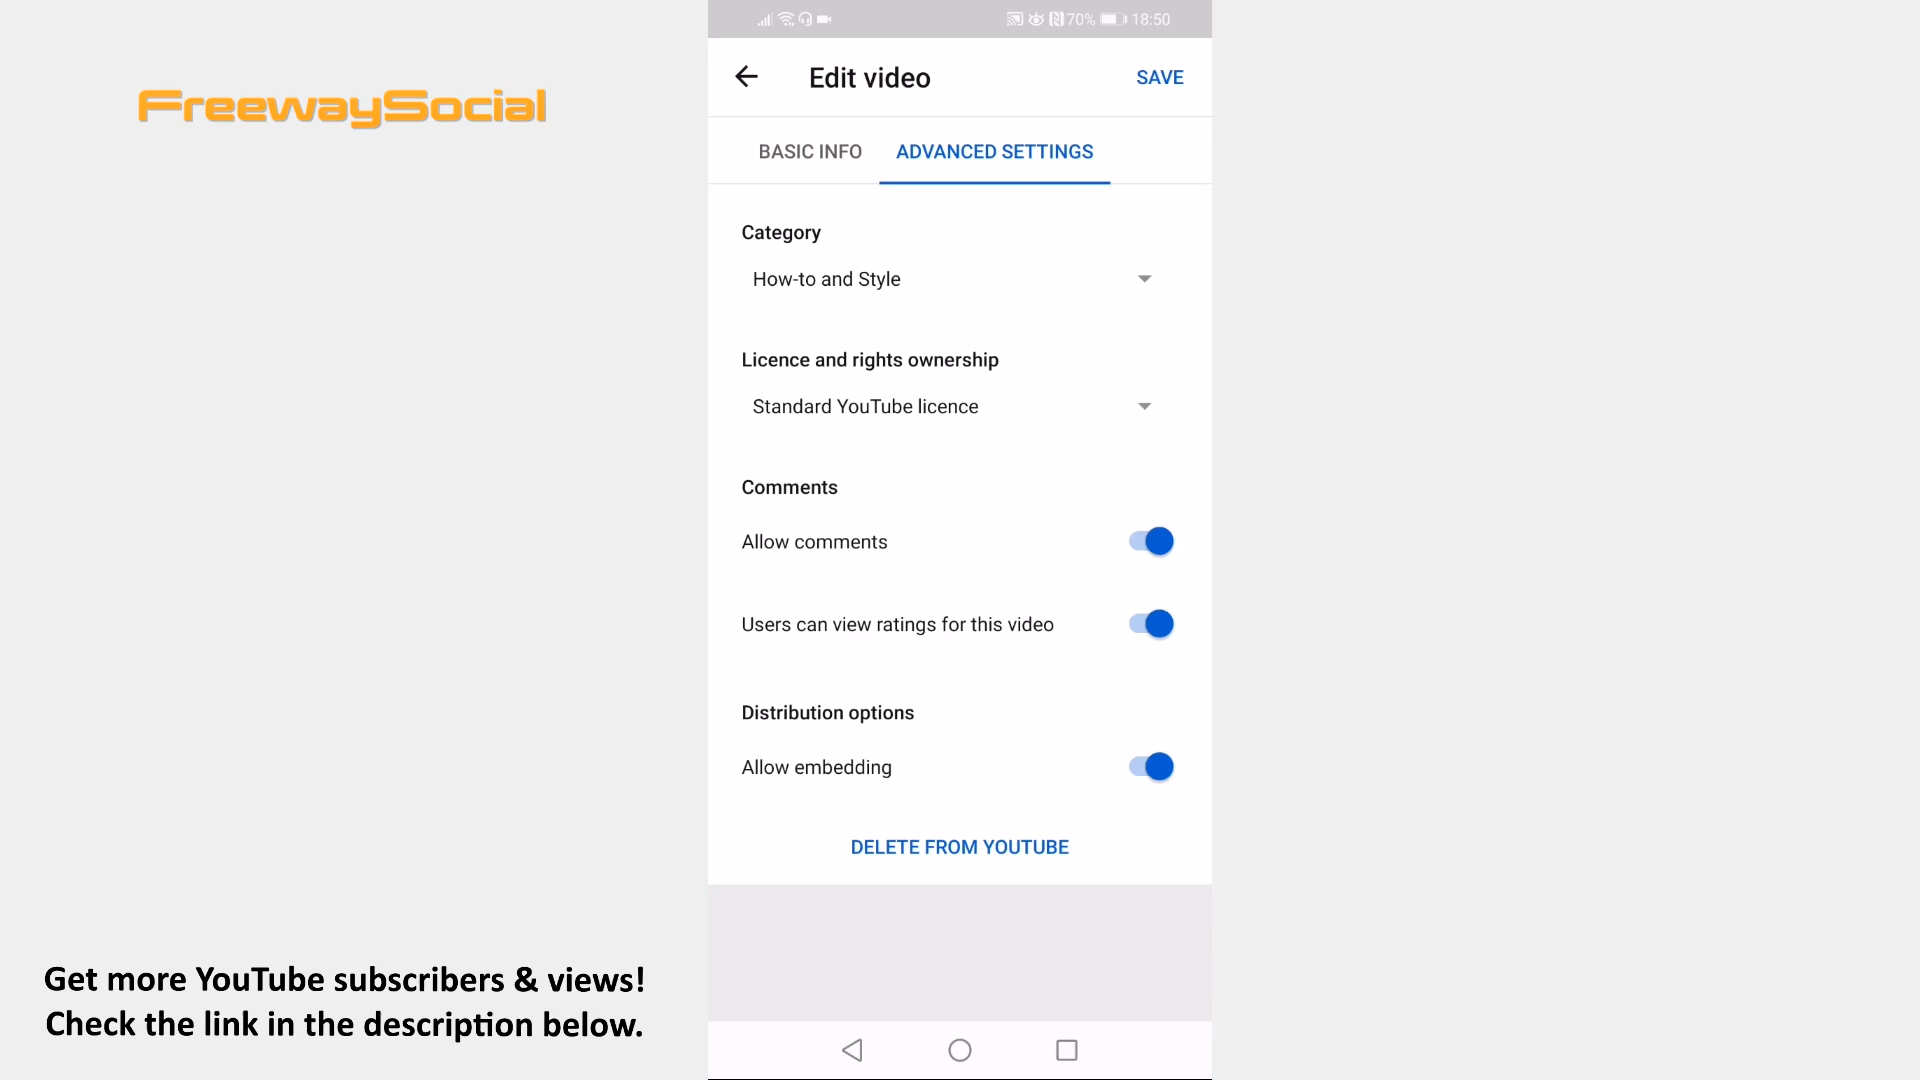 FreewaySocial
70% 18:50
Edit video
SAVE
BASIC INFO
ADVANCED SETTINGS
Category
How-to and Style
Licence and rights ownership
Standard YouTube licence
Comments
Allow comments
Users can view ratings for this video
Distribution options
Allow embedding
DELETE FROM YOUTUBE
Get more YouTube subscribers & views!
Check the link in the description below.